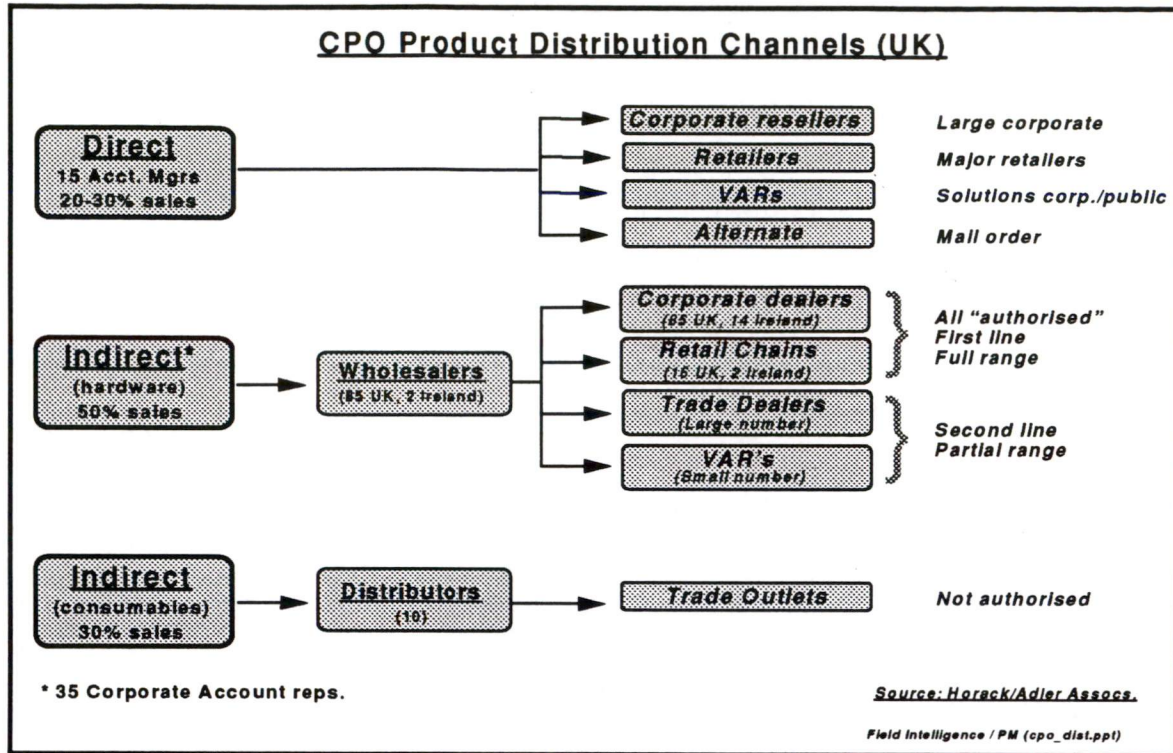 CPO Product Distribution Channels (UK)
Direct
15 Acct. Mgrs
20-30% sales
Corporate resellers
Large corporate
Retailers
Major retailers
VARs
Solutions corp./public
Alternate
Mail order
Indirect*
(hardware)
50% sales
Wholesalers
(85 UK, 2 Ireland)
Corporate dealers
(65 UK, 14 Ireland)
Retail Chains
(16 UK, 2 Ireland)
All "authorised"
First line
Full range
Trade Dealers
(Large number)
VAR's
(Small number)
Second line
Partial range
Indirect
(consumables)
30% sales
Distributors
(10)
Trade Outlets
Not authorised
* 35 Corporate Account reps.
Source: Horack/Adler Assocs.
Field Intelligence / PM (cpo_dist.ppt)